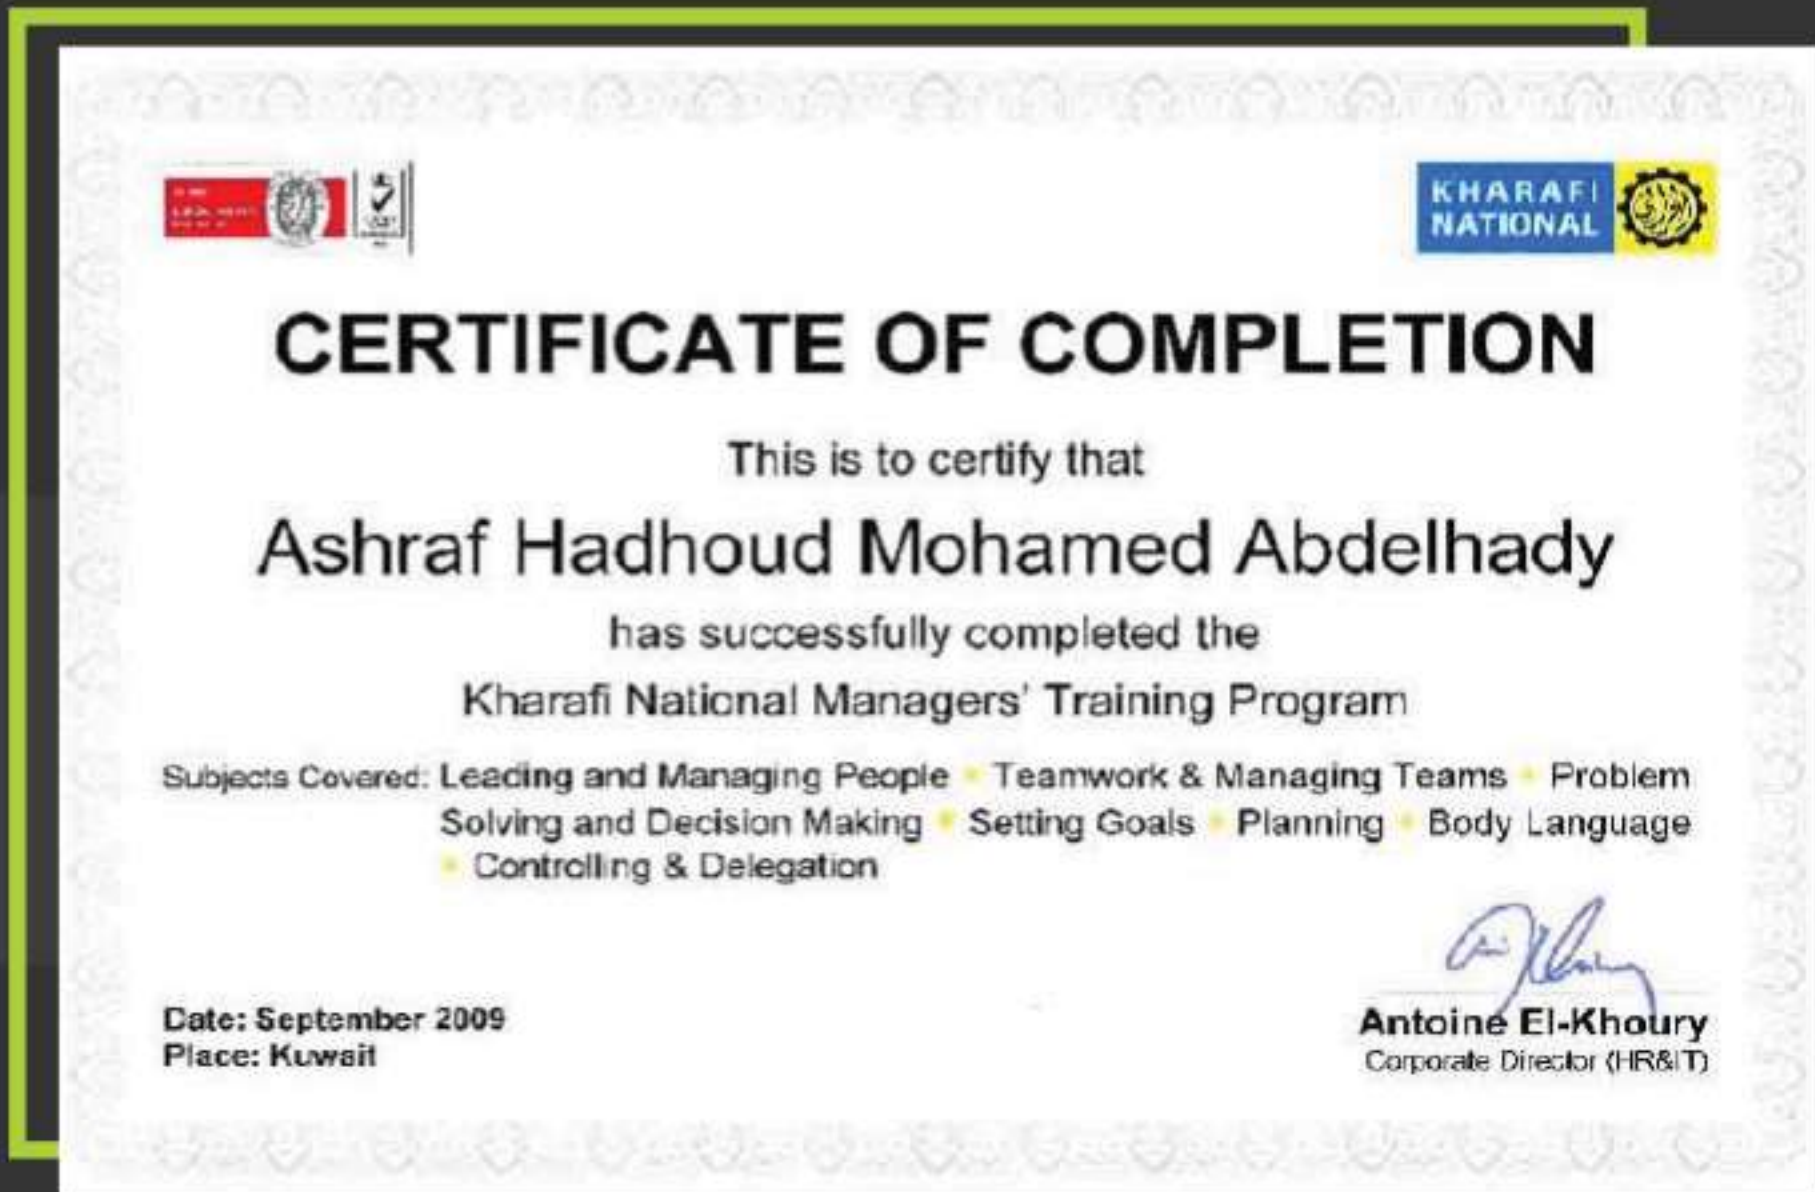 KHARAFI
NATIONAL
CERTIFICATE OF COMPLETION
This is to certify that
Ashraf Hadhoud Mohamed Abdelhady
has successfully completed the
Kharafi National Managers' Training Program
Subjects Covered: Leading and Managing People • Teamwork & Managing Teams • Problem
Solving and Decision Making • Setting Goals • Planning • Body Language
• Controlling & Delegation
Date: September 2009
Place: Kuwait
Antoine El-Khoury
Corporate Director (HR&IT)